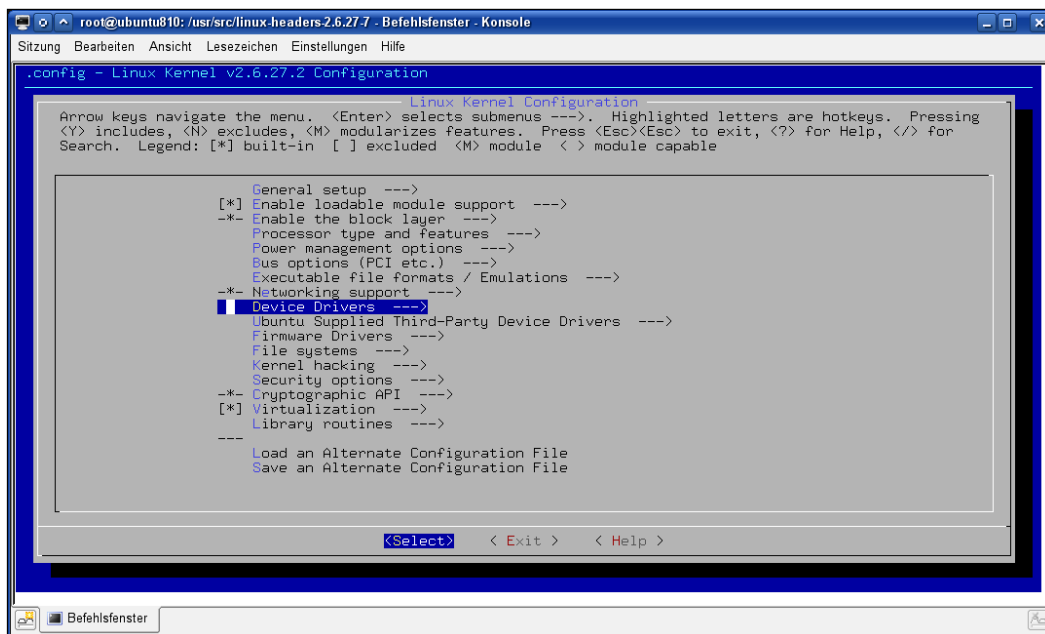 root@ubuntu810: /usr/src/linux-headers-2.6.27-7 - Befehlsfenster - Konsole
Sitzung Bearbeiten Ansicht Lesezeichen Einstellungen Hilfe
.config - Linux Kernel v2.6.27.2 Configuration
Linux Kernel Configuration
Arrow keys navigate the menu. <Enter> selects submenus --->. Highlighted letters are hotkeys. Pressing
<Y> includes, <N> excludes, <M> modularizes features. Press <Esc><Esc> to exit, <?> for Help, </> for
Search. Legend: [*] built-in [ ] excluded <M> module < > module capable
General setup --->
[*] Enable loadable module support --->
-*- Enable the block layer --->
Processor type and features --->
Power management options --->
Bus options (PCI etc.) --->
Executable file formats / Emulations --->
-*- Networking support --->
Device Drivers --->
Ubuntu Supplied Third-Party Device Drivers --->
Firmware Drivers --->
File systems --->
Kernel hacking --->
Security options --->
-*- Cryptographic API --->
[*] Virtualization --->
Library routines --->
---
Load an Alternate Configuration File
Save an Alternate Configuration File
<Select> < Exit > < Help >
Befehlsfenster